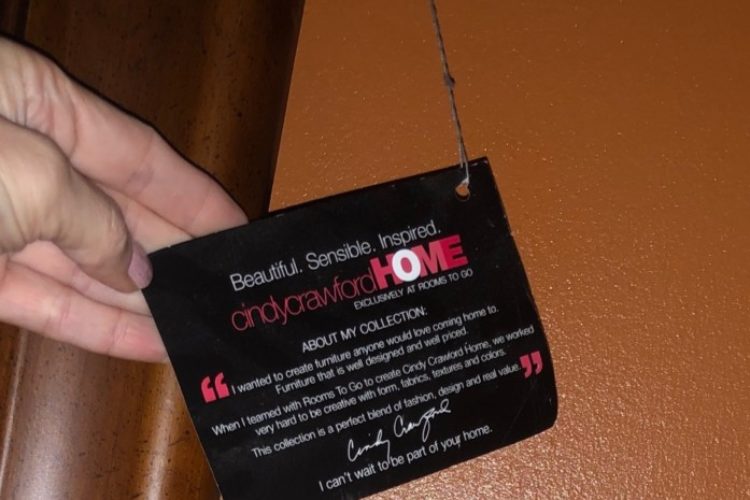 Beautiful. Sensible. Inspired.
cindycrawfordHOME
EXCLUSIVELY AT ROOMS TO GO
ABOUT MY COLLECTION:
“ I wanted to create furniture anyone would love coming home to.
Furniture that is well designed and well priced.
When I teamed with Rooms To Go to create Cindy Crawford Home, we worked
very hard to be creative with form, fabrics, textures and colors.
This collection is a perfect blend of fashion, design and real value. ”
Cindy Crawford
I can't wait to be part of your home.